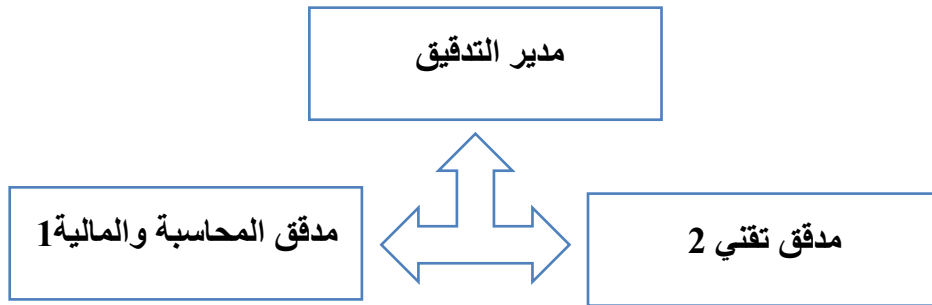 مدير التدقيق
مدقق تقني 2
مدقق المحاسبة والمالية1